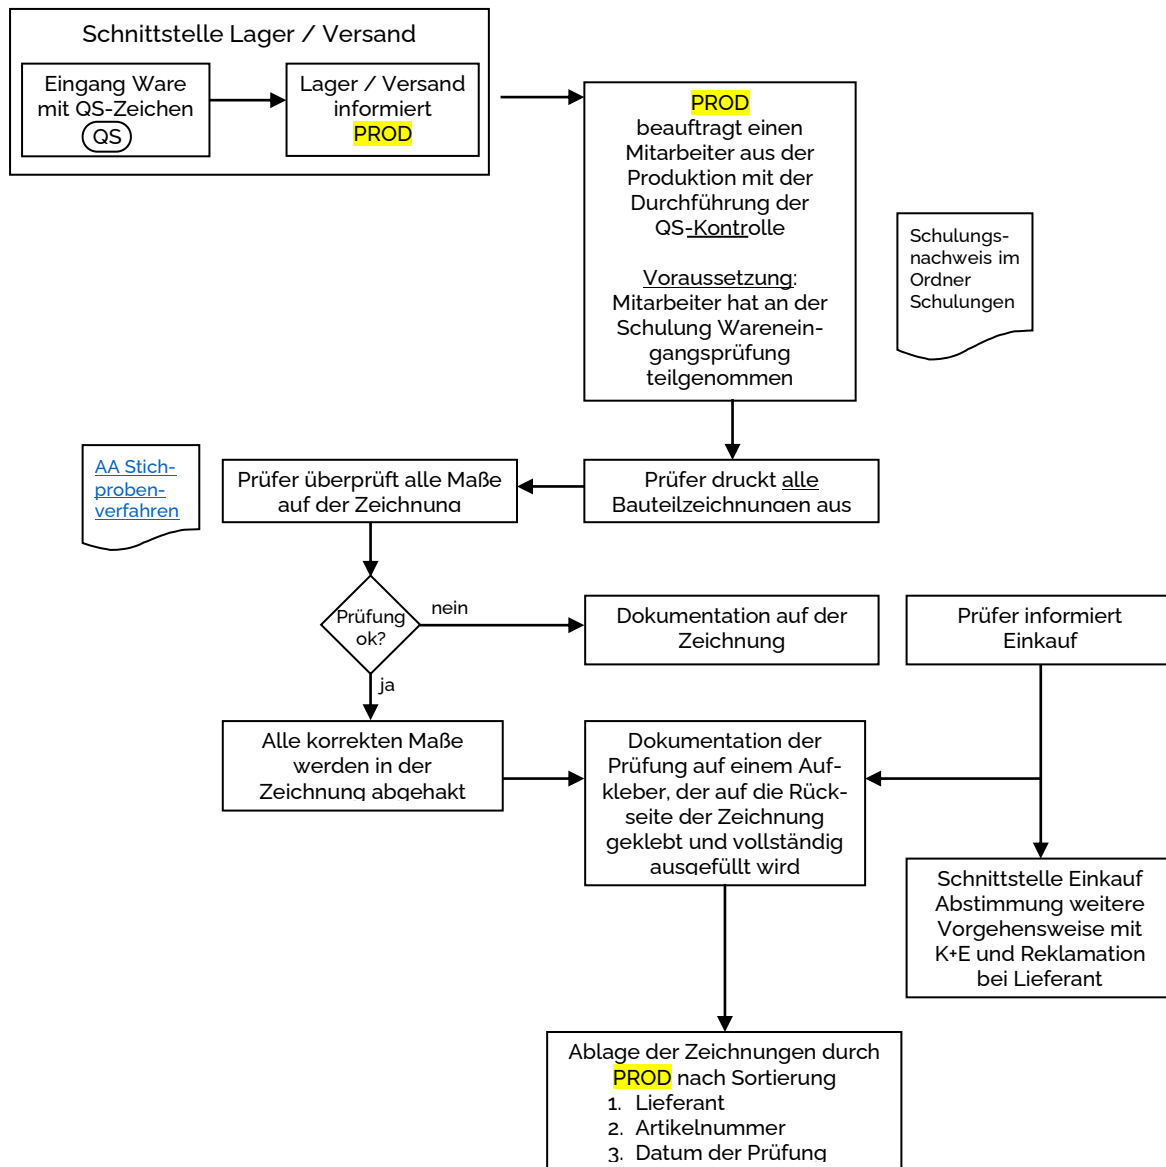 Schnittstelle Lager / Versand
Eingang Ware
mit QS-Zeichen
QS
Lager / Versand
informiert
PROD
PROD
beauftragt einen
Mitarbeiter aus der
Produktion mit der
Durchführung der
QS-Kontrolle
Voraussetzung:
Mitarbeiter hat an der
Schulung Warenein-
gangsprüfung
teilgenommen
Schulungs-
nachweis im
Ordner
Schulungen
AA Stich-
proben-
verfahren
Prüfer überprüft alle Maße
auf der Zeichnung
Prüfer druckt alle
Bauteilzeichnungen aus
Prüfung
ok?
nein
ja
Dokumentation auf der
Zeichnung
Prüfer informiert
Einkauf
Alle korrekten Maße
werden in der
Zeichnung abgehakt
Dokumentation der
Prüfung auf einem Auf-
kleber, der auf die Rück-
seite der Zeichnung
geklebt und vollständig
ausgefüllt wird
Schnittstelle Einkauf
Abstimmung weitere
Vorgehensweise mit
K+E und Reklamation
bei Lieferant
Ablage der Zeichnungen durch
PROD nach Sortierung
1. Lieferant
2. Artikelnummer
3. Datum der Prüfung